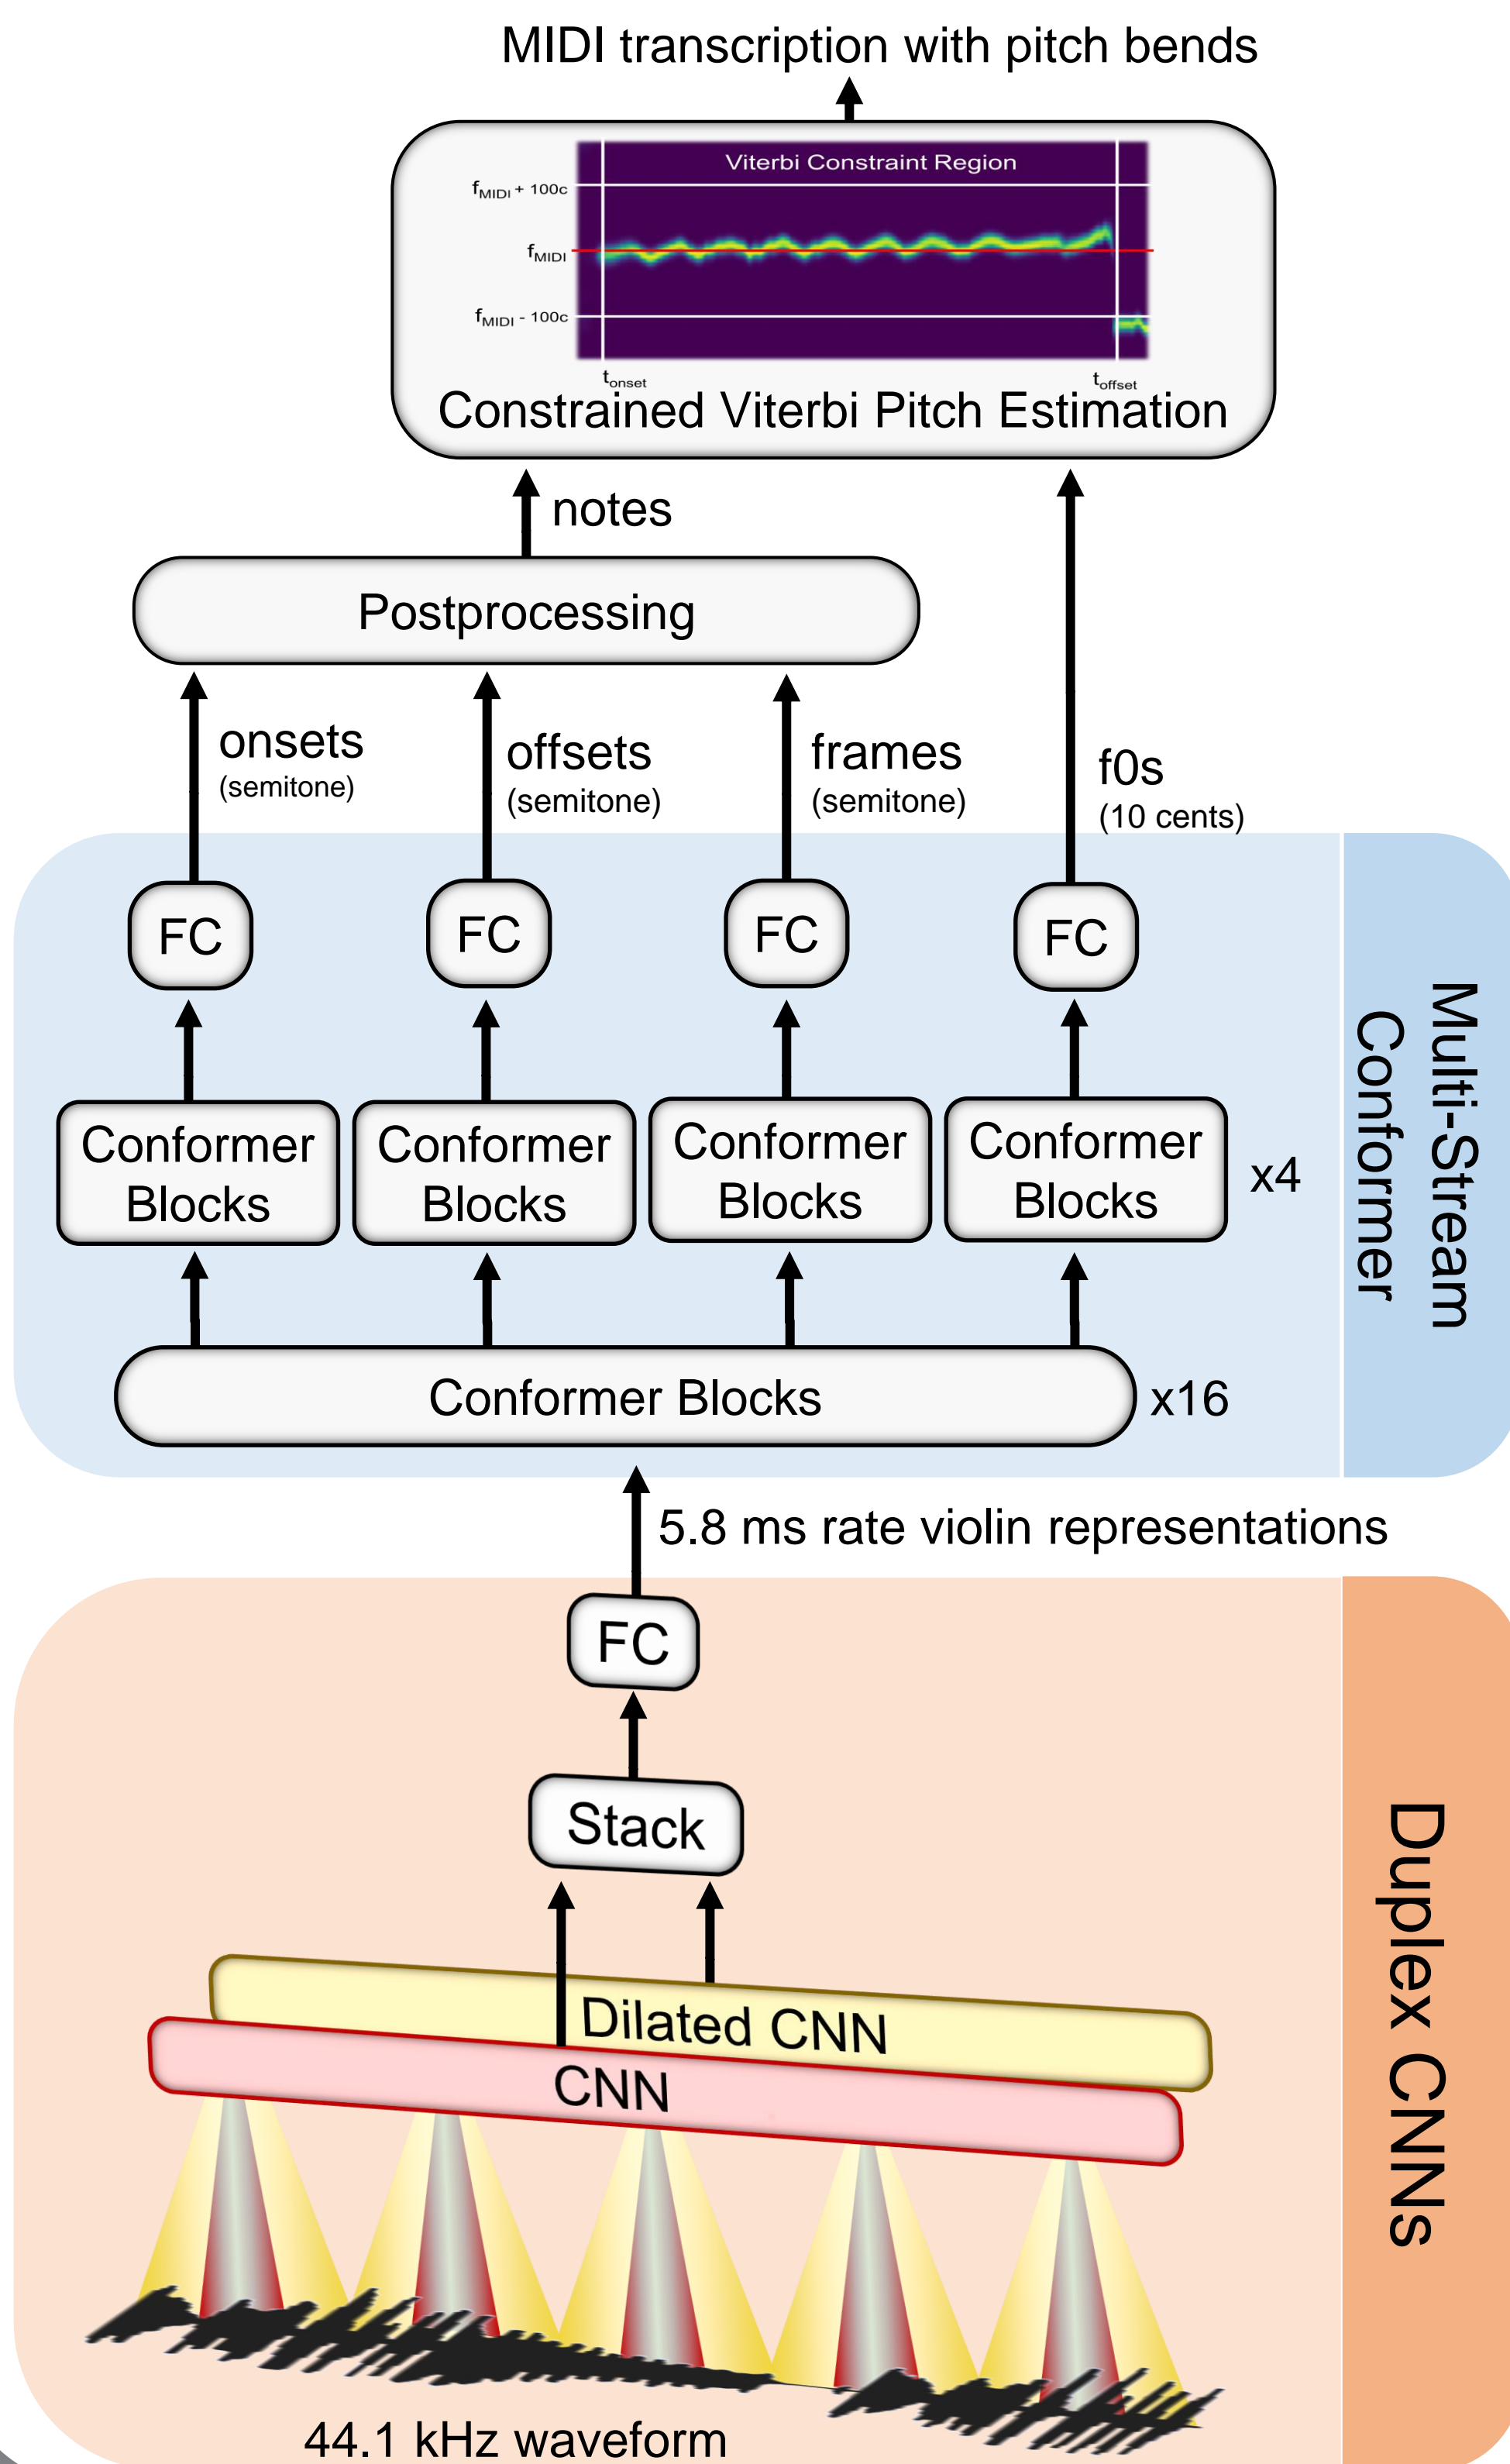 MIDI transcription with pitch bends
Viterbi Constraint Region
fMIDI + 100c
fMIDI
fMIDI - 100c
tonset
toffset
Constrained Viterbi Pitch Estimation
notes
Postprocessing
onsets
(semitone)
offsets
(semitone)
frames
(semitone)
f0s
(10 cents)
FC
FC
FC
FC
Conformer
Blocks
Conformer
Blocks
Conformer
Blocks
Conformer
Blocks
x4
Conformer Blocks
x16
Multi-Stream
Conformer
5.8 ms rate violin representations
FC
Stack
Dilated CNN
CNN
44.1 kHz waveform
Duplex CNNs